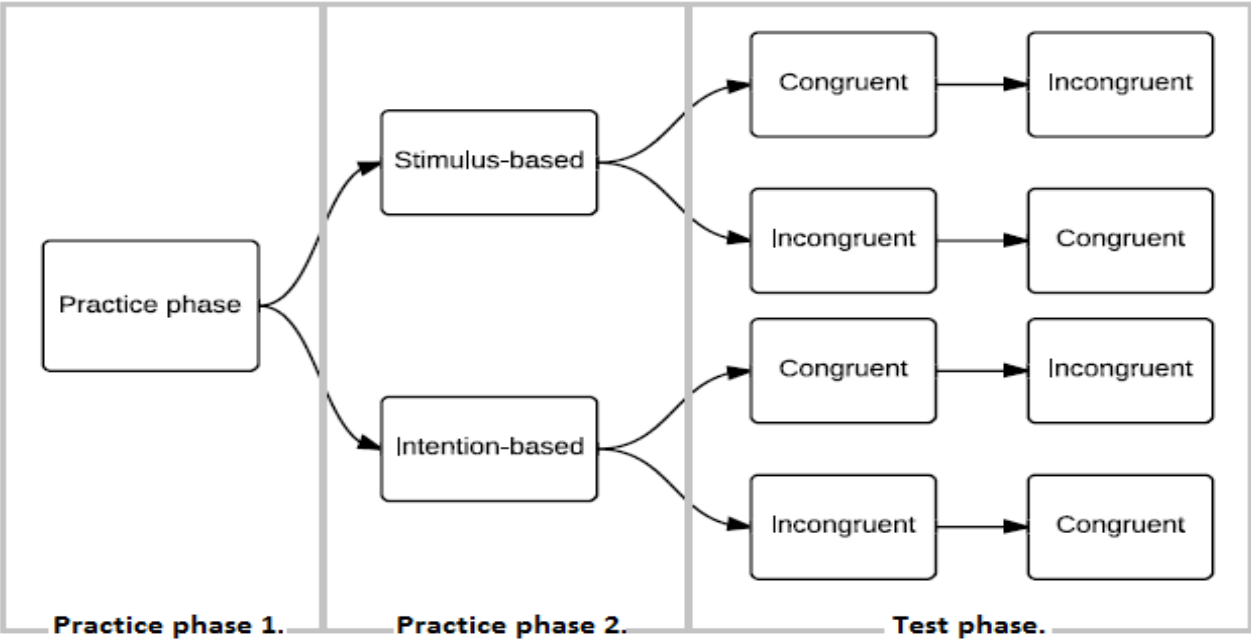 Practice phase
Stimulus-based
Intention-based
Congruent
Incongruent
Incongruent
Congruent
Congruent
Incongruent
Incongruent
Congruent
Practice phase 1.
Practice phase 2.
Test phase.